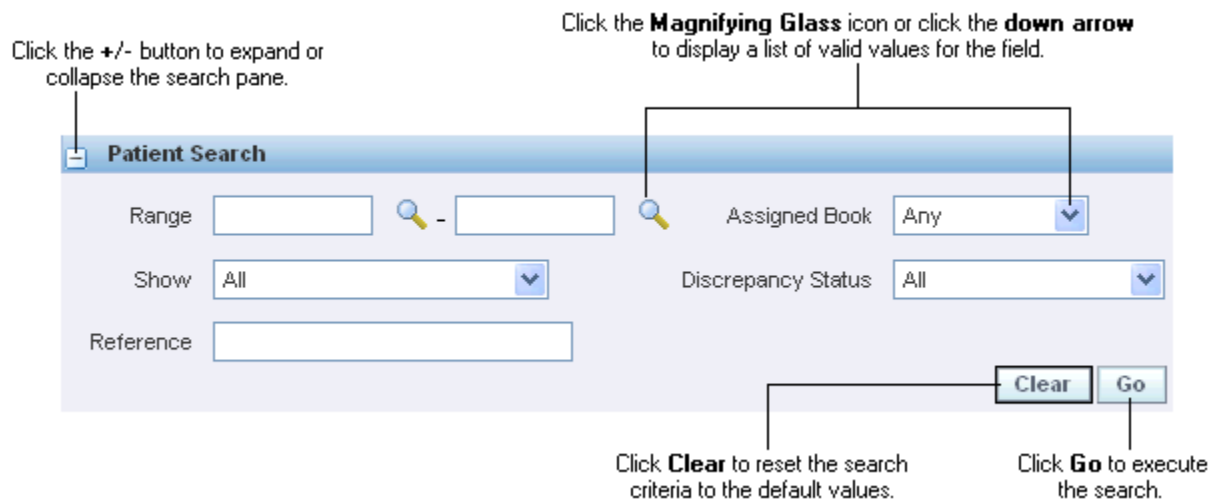 Click the Magnifying Glass icon or click the down arrow
to display a list of valid values for the field.
Click the +/- button to expand or
collapse the search pane.
Patient Search
Range - Assigned Book Any
Show All Discrepancy Status All
Reference
Clear Go
Click Clear to reset the search
criteria to the default values.
Click Go to execute
the search.